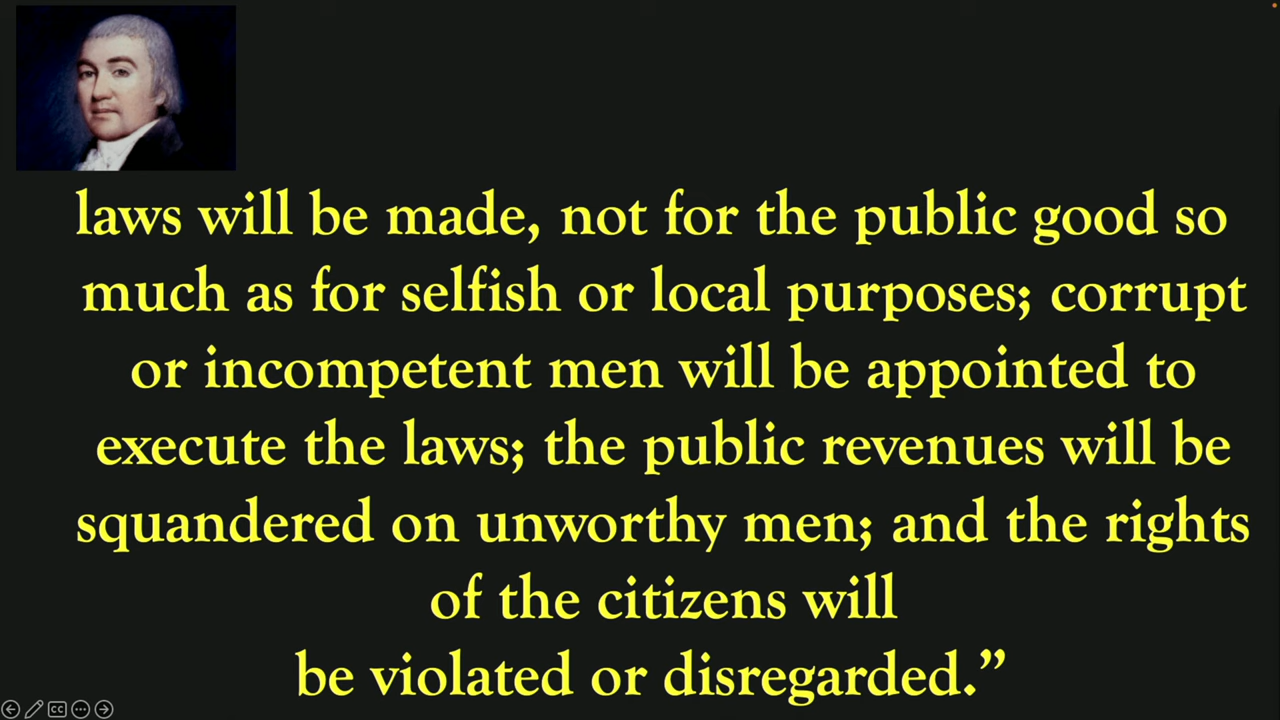 laws will be made, not for the public good so
much as for selfish or local purposes; corrupt
or incompetent men will be appointed to
execute the laws; the public revenues will be
squandered on unworthy men; and the rights
of the citizens will
be violated or disregarded.”
CC